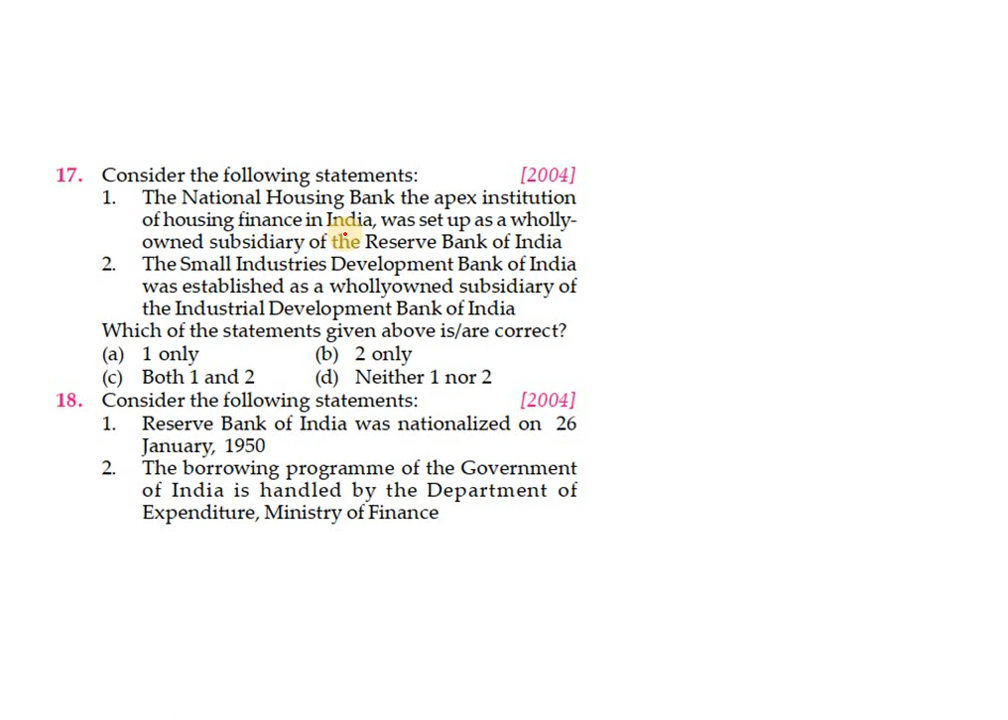 17. Consider the following statements: [2004]
1. The National Housing Bank the apex institution
of housing finance in India, was set up as a wholly-
owned subsidiary of the Reserve Bank of India
2. The Small Industries Development Bank of India
was established as a whollyowned subsidiary of
the Industrial Development Bank of India
Which of the statements given above is/are correct?
(a) 1 only (b) 2 only
(c) Both 1 and 2 (d) Neither 1 nor 2
18. Consider the following statements: [2004]
1. Reserve Bank of India was nationalized on 26
January, 1950
2. The borrowing programme of the Government
of India is handled by the Department of
Expenditure, Ministry of Finance